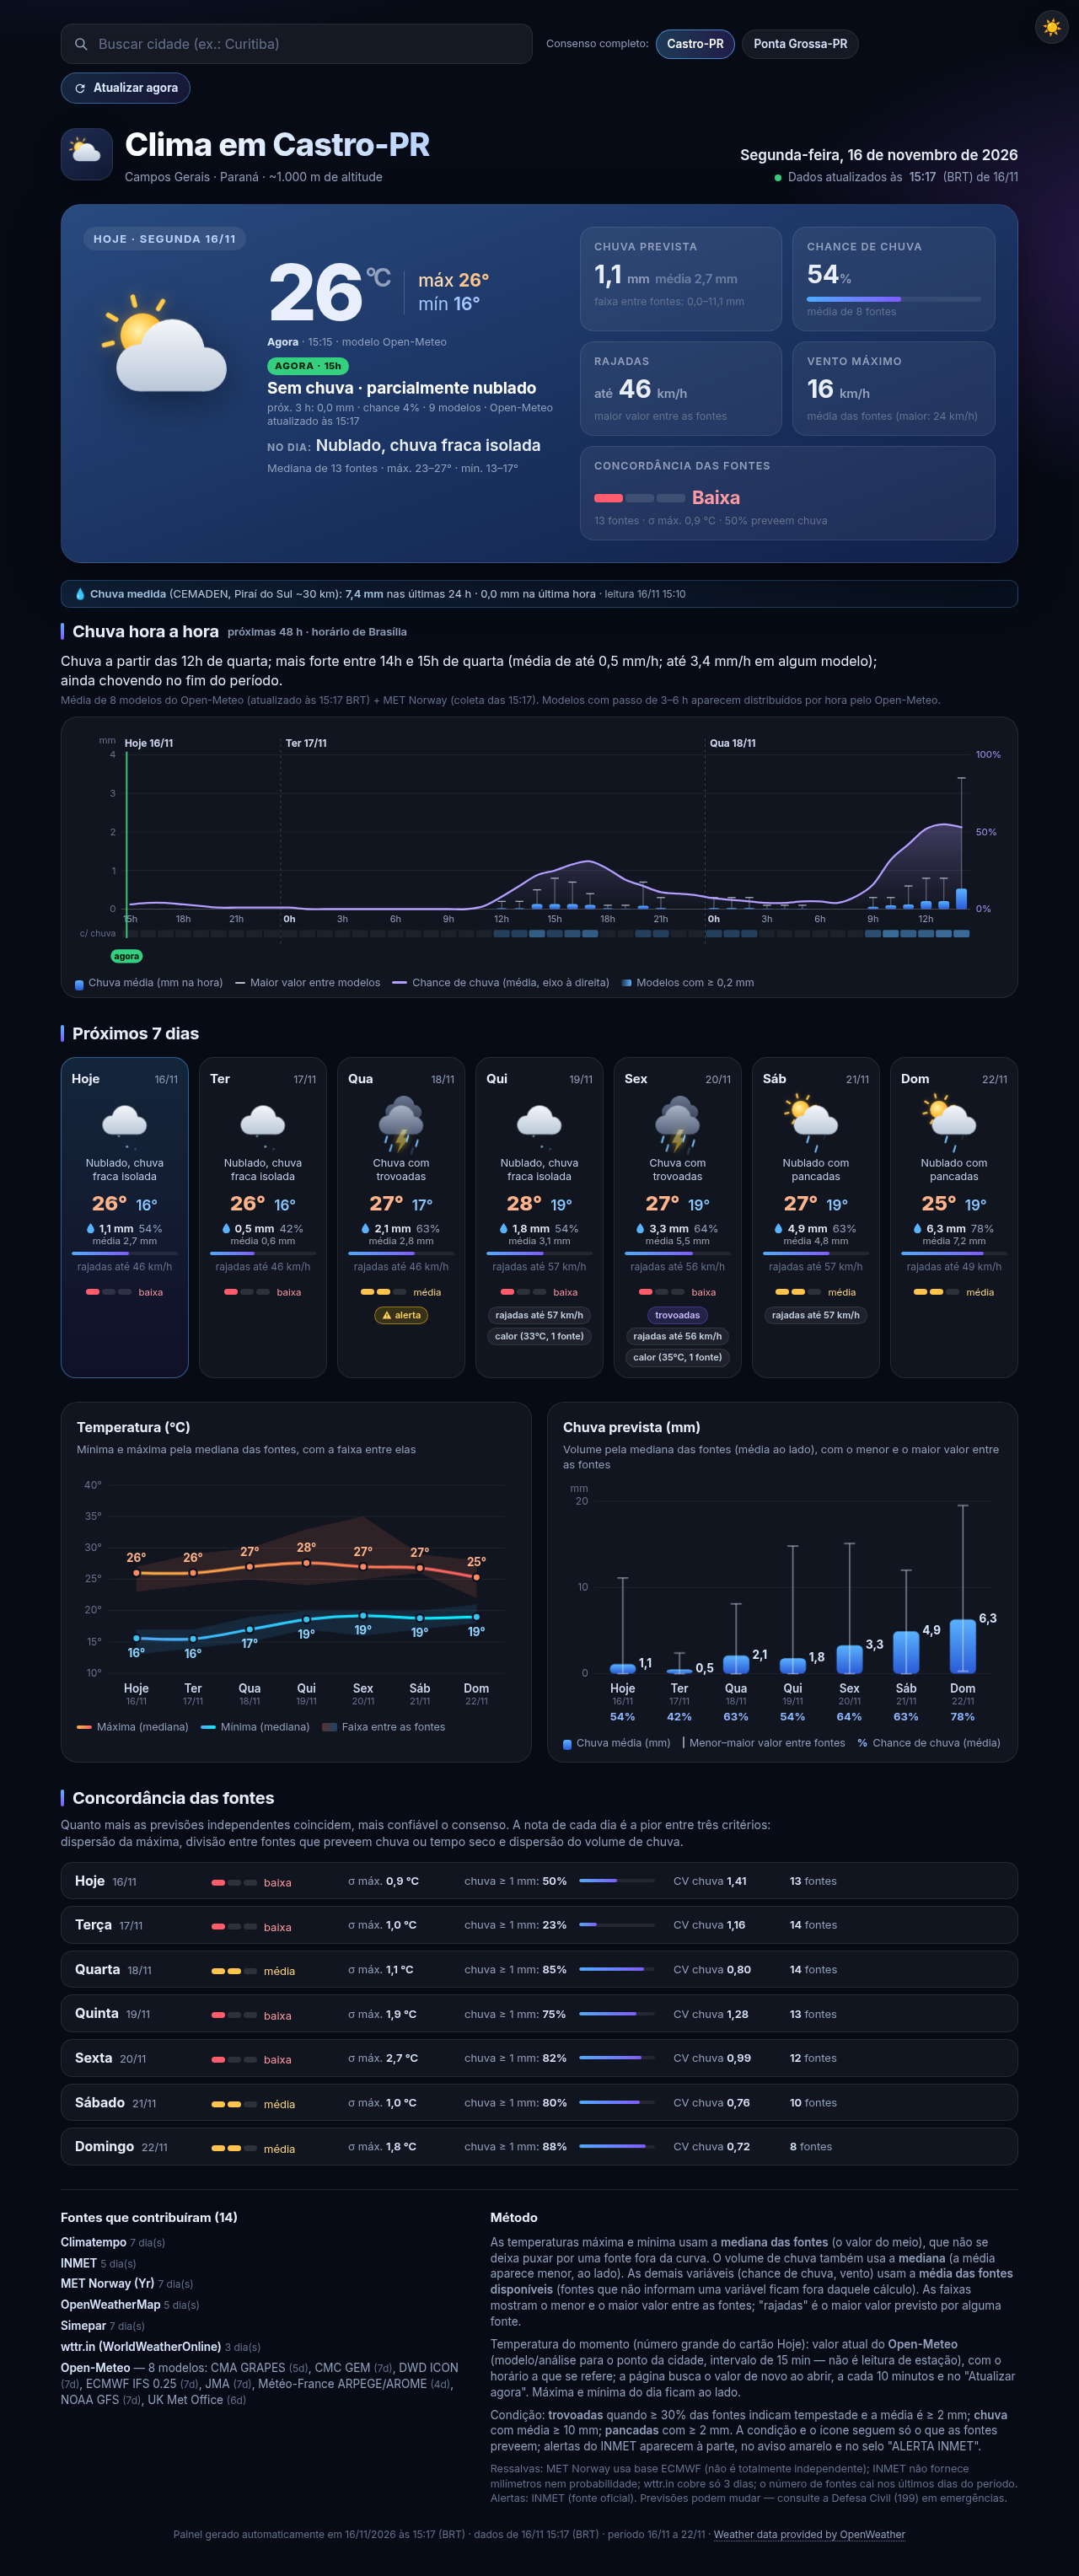 Buscar cidade (ex.: Curitiba)
Consenso completo: Castro-PR Ponta Grossa-PR
Atualizar agora
Clima em Castro-PR
Campos Gerais · Paraná · ~1.000 m de altitude
Segunda-feira, 16 de novembro de 2026
Dados atualizados às 15:17 (BRT) de 16/11
HOJE · SEGUNDA 16/11
26°C
máx 26°
mín 16°
Agora · 15:15 · modelo Open-Meteo
AGORA · 15h
Sem chuva · parcialmente nublado
próx. 3 h: 0,0 mm · chance 4% · 9 modelos · Open-Meteo
atualizado às 15:17
NO DIA: Nublado, chuva fraca isolada
Mediana de 13 fontes · máx. 23–27° · mín. 13–17°
CHUVA PREVISTA
1,1 mm média 2,7 mm
faixa entre fontes: 0,0–11,1 mm
CHANCE DE CHUVA
54%
média de 8 fontes
RAJADAS
até 46 km/h
maior valor entre as fontes
VENTO MÁXIMO
16 km/h
média das fontes (maior: 24 km/h)
CONCORDÂNCIA DAS FONTES
Baixa
13 fontes · σ máx. 0,9 °C · 50% preveem chuva
Chuva medida (CEMADEN, Piraí do Sul ~30 km): 7,4 mm nas últimas 24 h · 0,0 mm na última hora · leitura 16/11 15:10
Chuva hora a hora próximas 48 h · horário de Brasília
Chuva a partir das 12h de quarta; mais forte entre 14h e 15h de quarta (média de até 0,5 mm/h; até 3,4 mm/h em algum modelo);
ainda chovendo no fim do período.
Média de 8 modelos do Open-Meteo (atualizado às 15:17 BRT) + MET Norway (coleta das 15:17). Modelos com passo de 3–6 h aparecem distribuídos por hora pelo Open-Meteo.
mm Hoje 16/11 Ter 17/11 Qua 18/11
4 100%
3
2 50%
1
0 0%
15h 18h 21h 0h 3h 6h 9h 12h 15h 18h 21h 0h 3h 6h 9h 12h
c/ chuva
agora
Chuva média (mm na hora) Maior valor entre modelos Chance de chuva (média, eixo à direita) Modelos com ≥ 0,2 mm
Próximos 7 dias
Hoje 16/11
Nublado, chuva
fraca isolada
26° 16°
1,1 mm 54%
média 2,7 mm
rajadas até 46 km/h
baixa
Ter 17/11
Nublado, chuva
fraca isolada
26° 16°
0,5 mm 42%
média 0,6 mm
rajadas até 46 km/h
baixa
Qua 18/11
Chuva com
trovoadas
27° 17°
2,1 mm 63%
média 2,8 mm
rajadas até 46 km/h
média
⚠ alerta
Qui 19/11
Nublado, chuva
fraca isolada
28° 19°
1,8 mm 54%
média 3,1 mm
rajadas até 57 km/h
baixa
rajadas até 57 km/h
calor (33°C, 1 fonte)
Sex 20/11
Chuva com
trovoadas
27° 19°
3,3 mm 64%
média 5,5 mm
rajadas até 56 km/h
baixa
trovoadas
rajadas até 56 km/h
calor (35°C, 1 fonte)
Sáb 21/11
Nublado com
pancadas
27° 19°
4,9 mm 63%
média 4,8 mm
rajadas até 57 km/h
média
rajadas até 57 km/h
Dom 22/11
Nublado com
pancadas
25° 19°
6,3 mm 78%
média 7,2 mm
rajadas até 49 km/h
média
Temperatura (°C)
Mínima e máxima pela mediana das fontes, com a faixa entre elas
40°
35°
30°
25°
20°
15°
10°
26° 26° 27° 28° 27° 27° 25°
16° 16° 17° 19° 19° 19° 19°
Hoje Ter Qua Qui Sex Sáb Dom
16/11 17/11 18/11 19/11 20/11 21/11 22/11
Máxima (mediana) Mínima (mediana) Faixa entre as fontes
Chuva prevista (mm)
Volume pela mediana das fontes (média ao lado), com o menor e o maior valor entre
as fontes
mm
20
10
0
1,1 0,5 2,1 1,8 3,3 4,9 6,3
Hoje Ter Qua Qui Sex Sáb Dom
16/11 17/11 18/11 19/11 20/11 21/11 22/11
54% 42% 63% 54% 64% 63% 78%
Chuva média (mm) Menor–maior valor entre fontes % Chance de chuva (média)
Concordância das fontes
Quanto mais as previsões independentes coincidem, mais confiável o consenso. A nota de cada dia é a pior entre três critérios:
dispersão da máxima, divisão entre fontes que preveem chuva ou tempo seco e dispersão do volume de chuva.
Hoje 16/11 baixa σ máx. 0,9 °C chuva ≥ 1 mm: 50% CV chuva 1,41 13 fontes
Terça 17/11 baixa σ máx. 1,0 °C chuva ≥ 1 mm: 23% CV chuva 1,16 14 fontes
Quarta 18/11 média σ máx. 1,1 °C chuva ≥ 1 mm: 85% CV chuva 0,80 14 fontes
Quinta 19/11 baixa σ máx. 1,9 °C chuva ≥ 1 mm: 75% CV chuva 1,28 13 fontes
Sexta 20/11 baixa σ máx. 2,7 °C chuva ≥ 1 mm: 82% CV chuva 0,99 12 fontes
Sábado 21/11 média σ máx. 1,0 °C chuva ≥ 1 mm: 80% CV chuva 0,76 10 fontes
Domingo 22/11 média σ máx. 1,8 °C chuva ≥ 1 mm: 88% CV chuva 0,72 8 fontes
Fontes que contribuíram (14)
Climatempo 7 dia(s)
INMET 5 dia(s)
MET Norway (Yr) 7 dia(s)
OpenWeatherMap 5 dia(s)
Simepar 7 dia(s)
wttr.in (WorldWeatherOnline) 3 dia(s)
Open-Meteo — 8 modelos: CMA GRAPES (5d), CMC GEM (7d), DWD ICON
(7d), ECMWF IFS 0.25 (7d), JMA (7d), Météo-France ARPEGE/AROME (4d),
NOAA GFS (7d), UK Met Office (6d)
Método
As temperaturas máxima e mínima usam a mediana das fontes (o valor do meio), que não se
deixa puxar por uma fonte fora da curva. O volume de chuva também usa a mediana (a média
aparece menor, ao lado). As demais variáveis (chance de chuva, vento) usam a média das fontes
disponíveis (fontes que não informam uma variável ficam fora daquele cálculo). As faixas
mostram o menor e o maior valor entre as fontes; "rajadas" é o maior valor previsto por alguma
fonte.
Temperatura do momento (número grande do cartão Hoje): valor atual do Open-Meteo
(modelo/análise para o ponto da cidade, intervalo de 15 min — não é leitura de estação), com o
horário a que se refere; a página busca o valor de novo ao abrir, a cada 10 minutos e no "Atualizar
agora". Máxima e mínima do dia ficam ao lado.
Condição: trovoadas quando ≥ 30% das fontes indicam tempestade e a média é ≥ 2 mm; chuva
com média ≥ 10 mm; pancadas com ≥ 2 mm. A condição e o ícone seguem só o que as fontes
preveem; alertas do INMET aparecem à parte, no aviso amarelo e no selo "ALERTA INMET".
Ressalvas: MET Norway usa base ECMWF (não é totalmente independente); INMET não fornece
milímetros nem probabilidade; wttr.in cobre só 3 dias; o número de fontes cai nos últimos dias do período.
Alertas: INMET (fonte oficial). Previsões podem mudar — consulte a Defesa Civil (199) em emergências.
Painel gerado automaticamente em 16/11/2026 às 15:17 (BRT) · dados de 16/11 15:17 (BRT) · período 16/11 a 22/11 · Weather data provided by OpenWeather